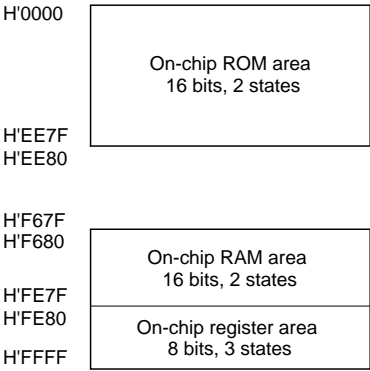 H'0000
On-chip ROM area
16 bits, 2 states
H'EE7F
H'EE80
H'F67F
H'F680
On-chip RAM area
16 bits, 2 states
H'FE7F
H'FE80
On-chip register area
8 bits, 3 states
H'FFFF